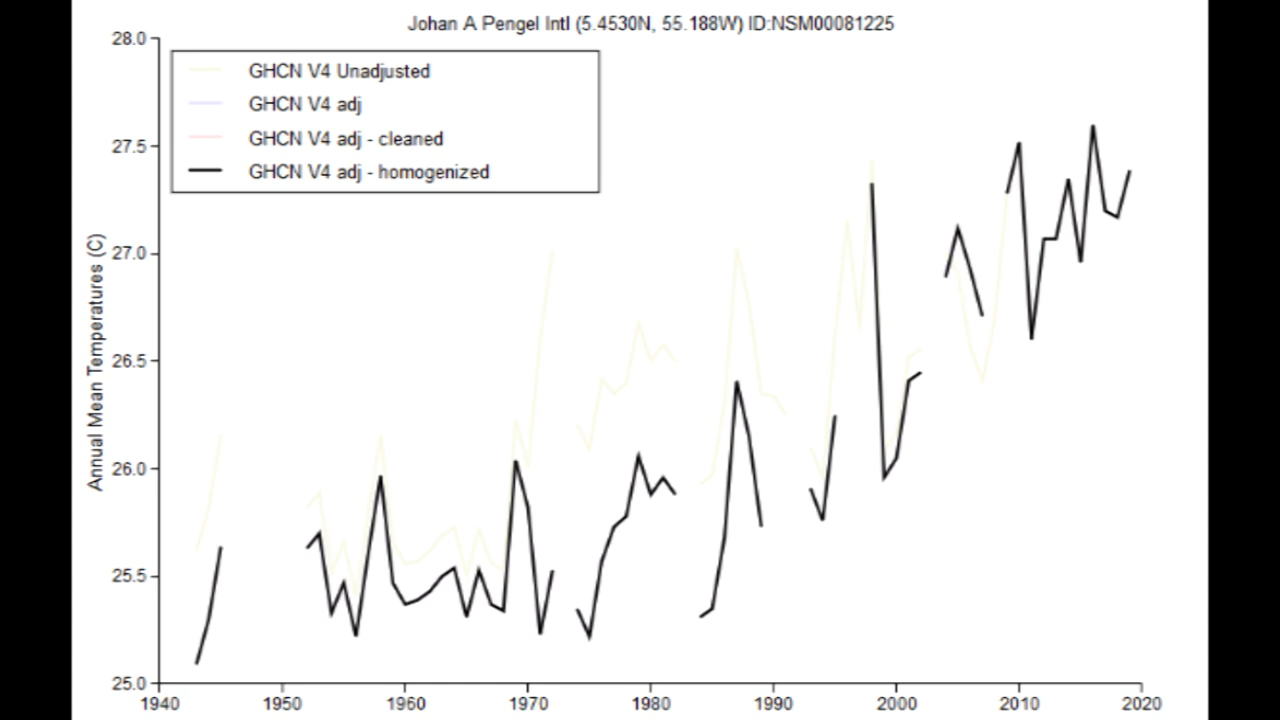 Johan A Pengel Intl (5.4530N, 55.188W) ID:NSM00081225
28.0
GHCN V4 Unadjusted
GHCN V4 adj
GHCN V4 adj - cleaned
GHCN V4 adj - homogenized
27.5
27.0
26.5
26.0
25.5
25.0
Annual Mean Temperatures (C)
1940 1950 1960 1970 1980 1990 2000 2010 2020